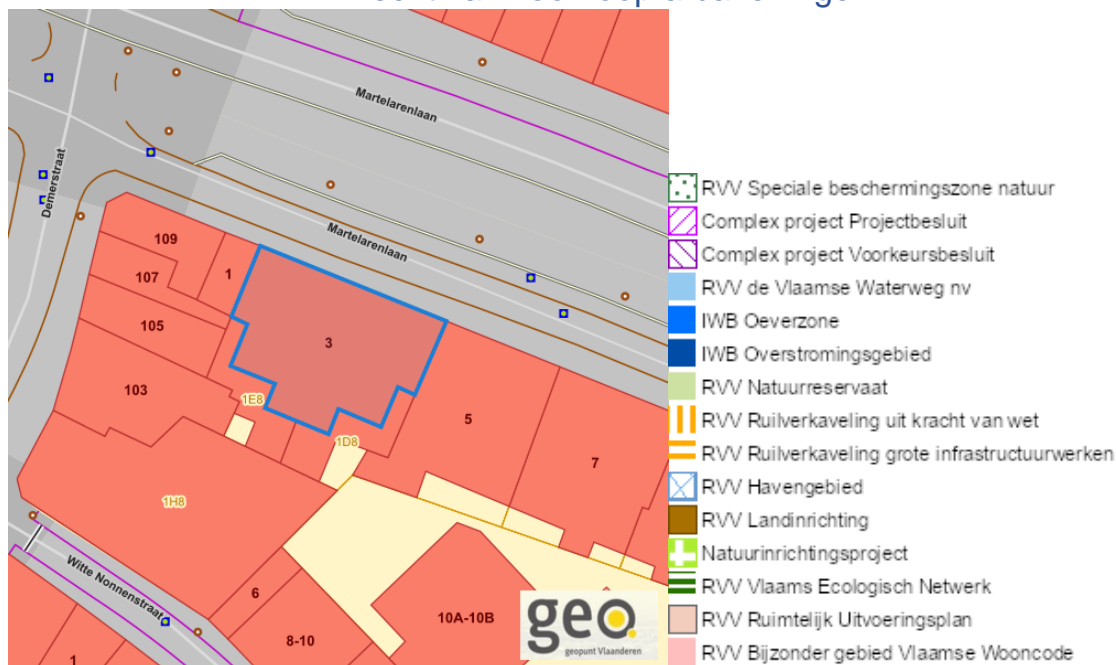 Martelarenlaan
Demerstraat
Martelarenlaan
109
107
1
105
3
103
1E8
1D8
5
7
1H8
Witte Nonnenstraat
6
8-10
10A-10B
1
geo
geopunt Vlaanderen
RVV Speciale beschermingszone natuur
Complex project Projectbesluit
Complex project Voorkeursbesluit
RVV de Vlaamse Waterweg nv
IWB Oeverzone
IWB Overstromingsgebied
RVV Natuurreservaat
RVV Ruilverkaveling uit kracht van wet
RVV Ruilverkaveling grote infrastructuurwerken
RVV Havengebied
RVV Landinrichting
Natuurinrichtingsproject
RVV Vlaams Ecologisch Netwerk
RVV Ruimtelijk Uitvoeringsplan
RVV Bijzonder gebied Vlaamse Wooncode